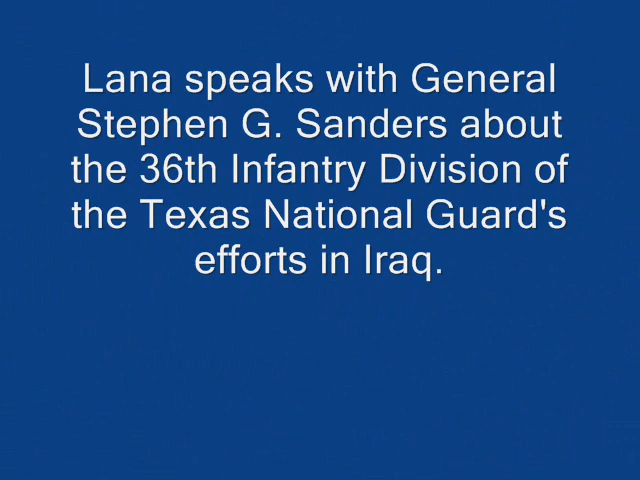 Lana speaks with General
Stephen G. Sanders about
the 36th Infantry Division of
the Texas National Guard's
efforts in Iraq.